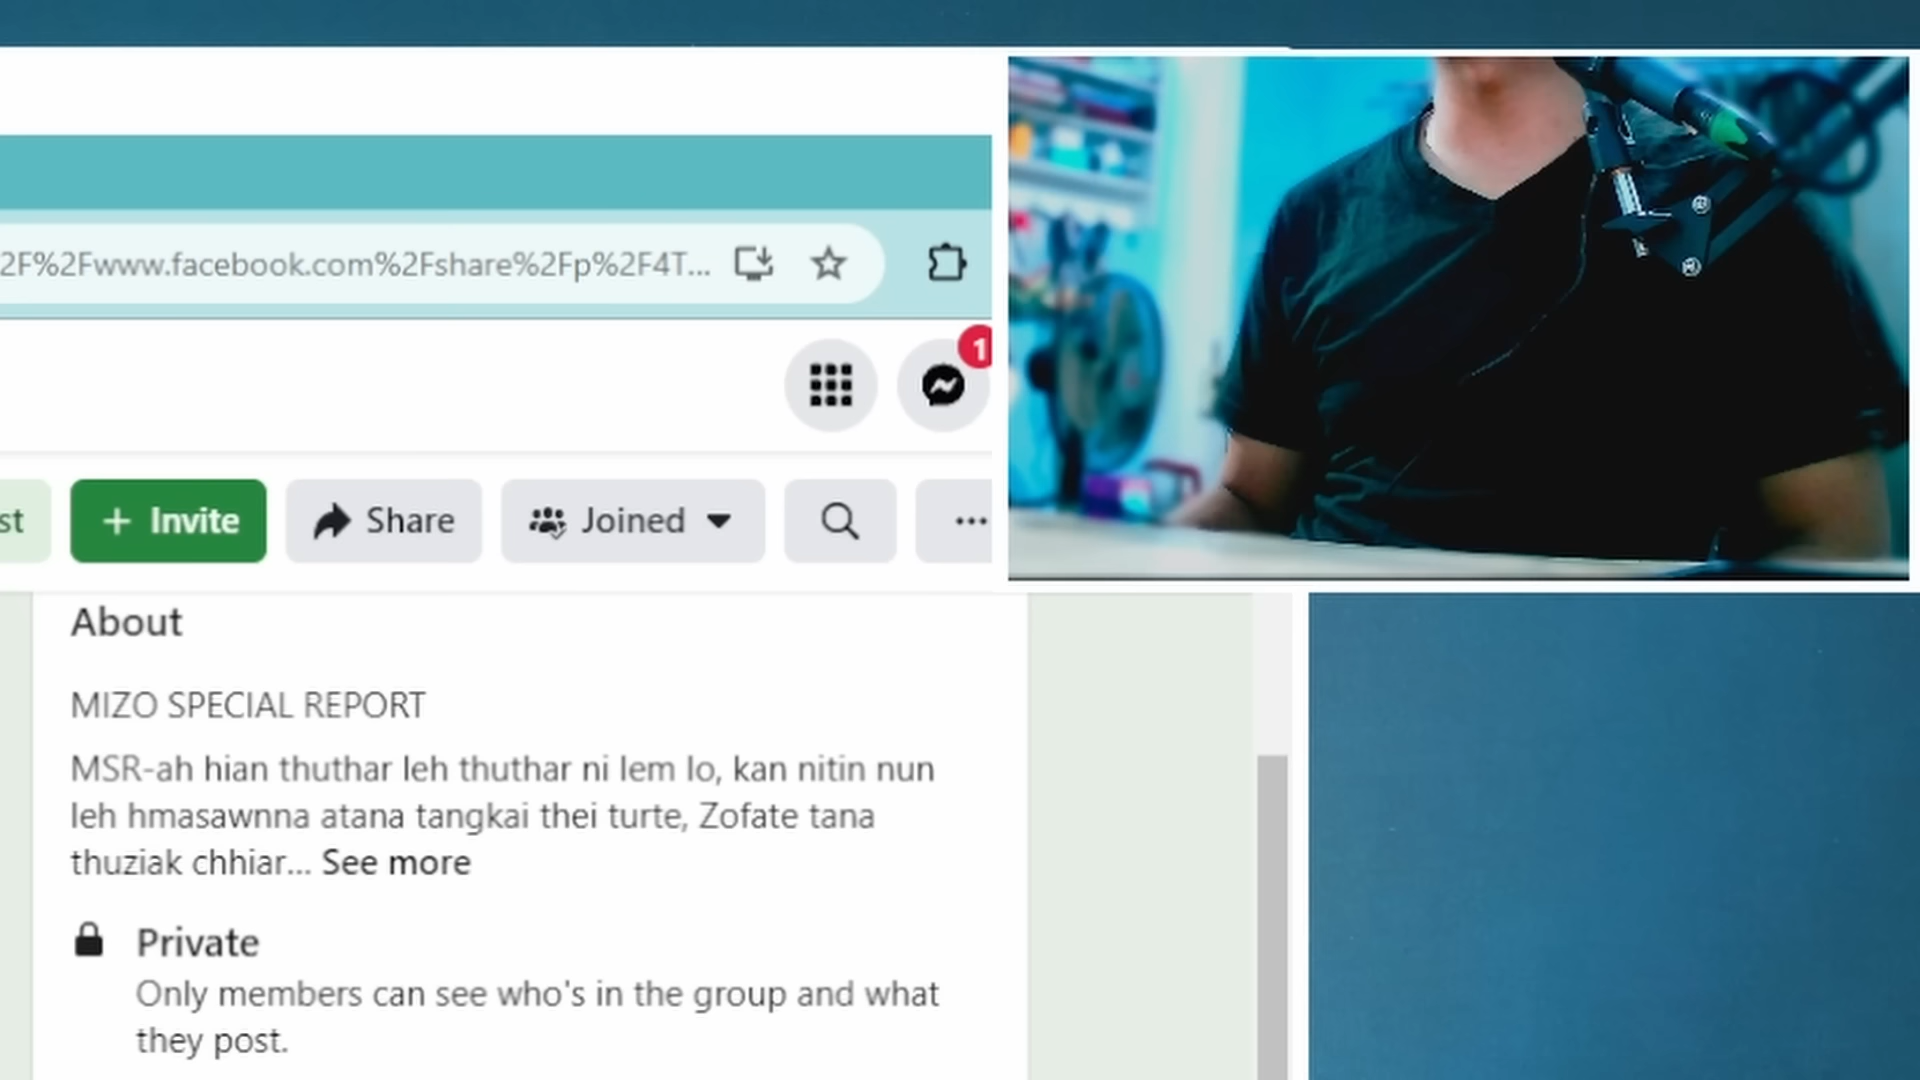 2F%2Fwww.facebook.com%2Fshare%2Fp%2F4T...
1
st
+ Invite
Share
Joined
...
About
MIZO SPECIAL REPORT
MSR-ah hian thuthar leh thuthar ni lem lo, kan nitin nun
leh hmasawnna atana tangkai thei turte, Zofate tana
thuziak chhiar... See more
Private
Only members can see who's in the group and what
they post.